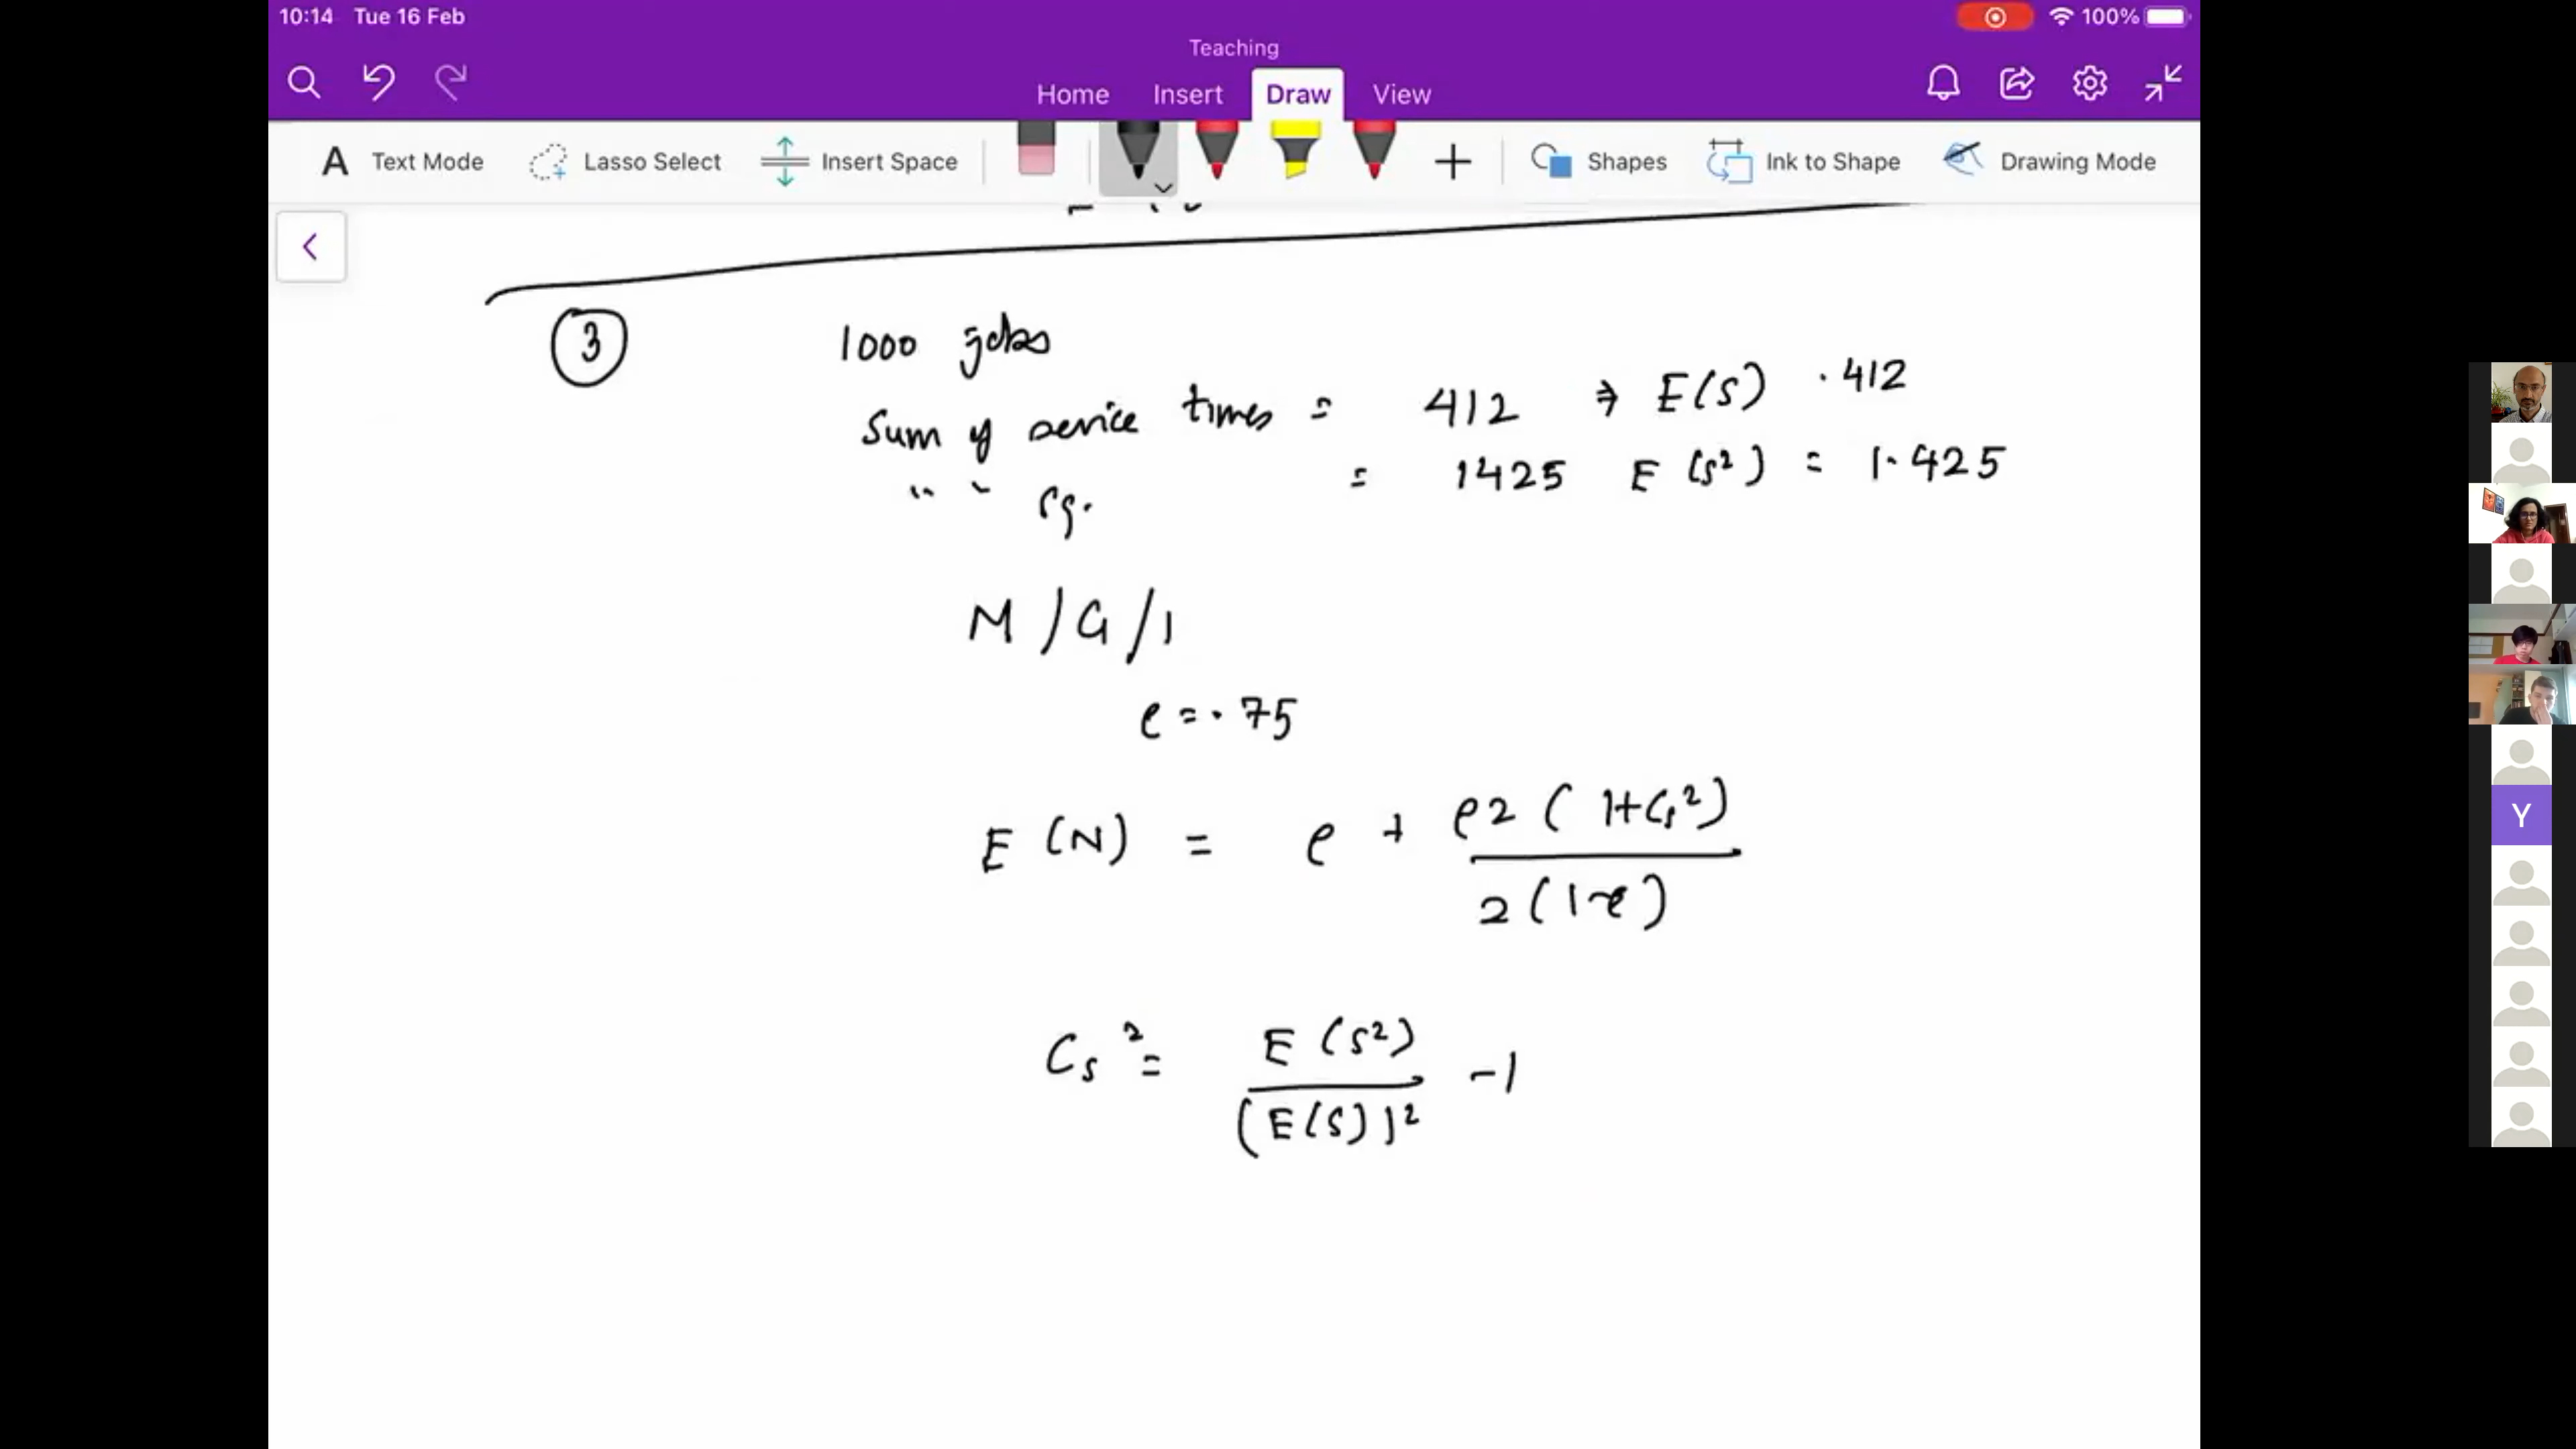 10:14 Tue 16 Feb 100%
Teaching
Home Insert Draw View
A Text Mode Lasso Select Insert Space Shapes Ink to Shape Drawing Mode
3 1000 jobs
Sum of service times = 412 ⇒ E(S) .412
" " sq. = 1425 E(S²) = 1.425
M/G/1
ρ = .75
E(N) = ρ + ρ2(1+Cs²) / 2(1-ρ)
Cs² = E(S²) / (E(S))² -1
Y